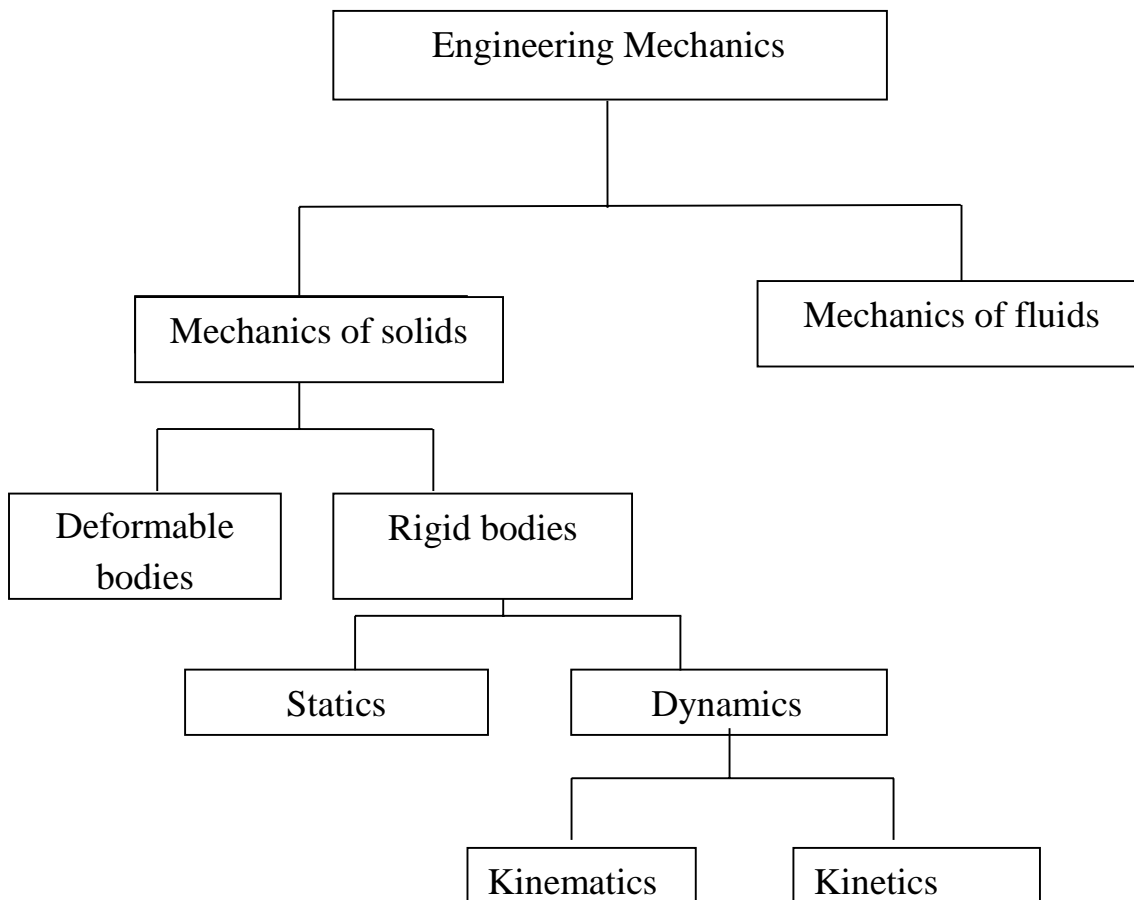 Engineering Mechanics
Mechanics of solids
Mechanics of fluids
Deformable
bodies
Rigid bodies
Statics
Dynamics
Kinematics
Kinetics